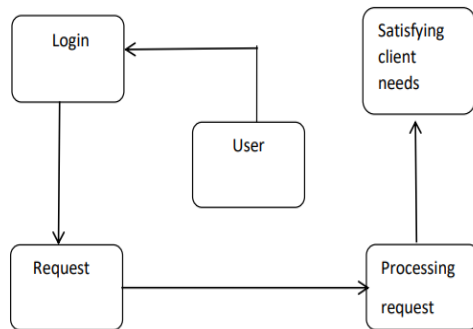 Login
Satisfying
client
needs
User
Request
Processing
request